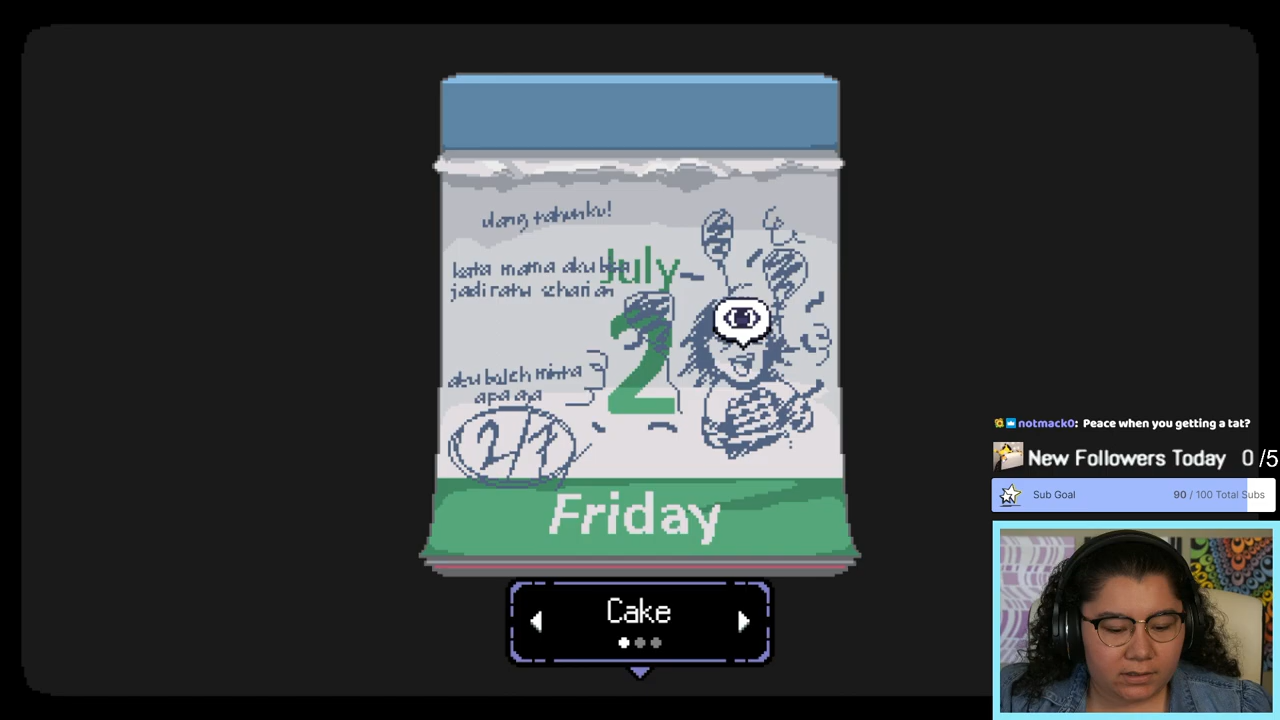 ulang tahunku!
July
kata mama aku bisa
jadi ratu seharian
2
aku boleh minta
apa aja
2/7
Friday
Cake
notmack0: Peace when you getting a tat?
New Followers Today 0 /5
Sub Goal 90 / 100 Total Subs